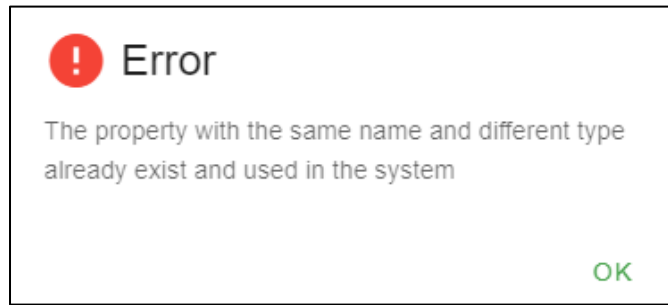 Error
The property with the same name and different type
already exist and used in the system
OK